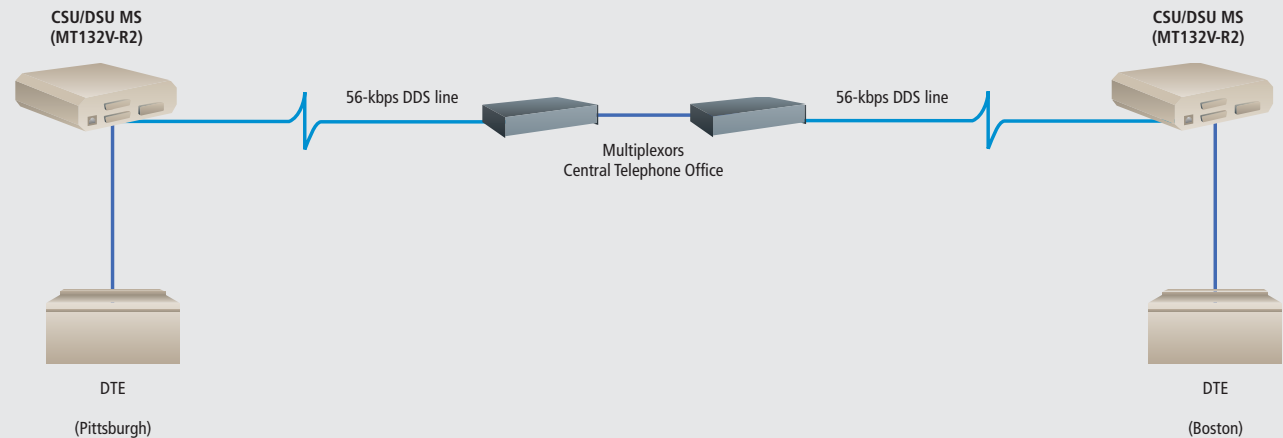 CSU/DSU MS
(MT132V-R2)
CSU/DSU MS
(MT132V-R2)
56-kbps DDS line
56-kbps DDS line
Multiplexors
Central Telephone Office
DTE
(Pittsburgh)
DTE
(Boston)